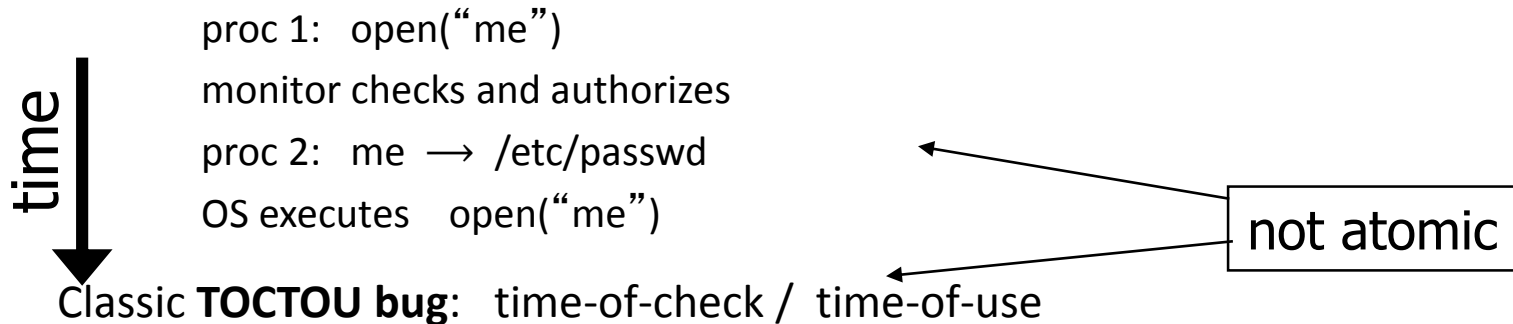 proc 1: open(“me”)
monitor checks and authorizes
proc 2: me ⟶ /etc/passwd
OS executes open(“me”)
time
not atomic
Classic TOCTOU bug: time-of-check / time-of-use